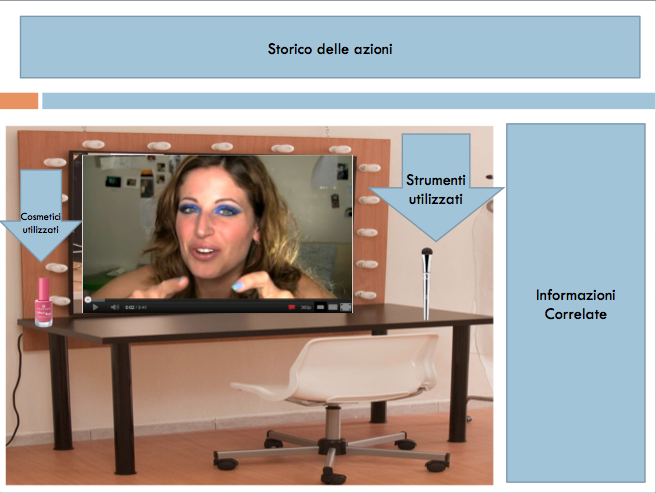 Storico delle azioni
Cosmetici
utilizzati
Strumenti
utilizzati
Informazioni
Correlate